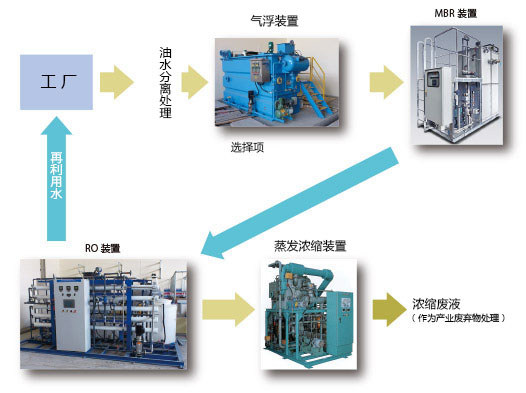 工厂
油水分离处理
气浮装置
选择项
MBR 装置
再利用水
RO 装置
蒸发浓缩装置
浓缩废液
（作为产业废弃物处理）